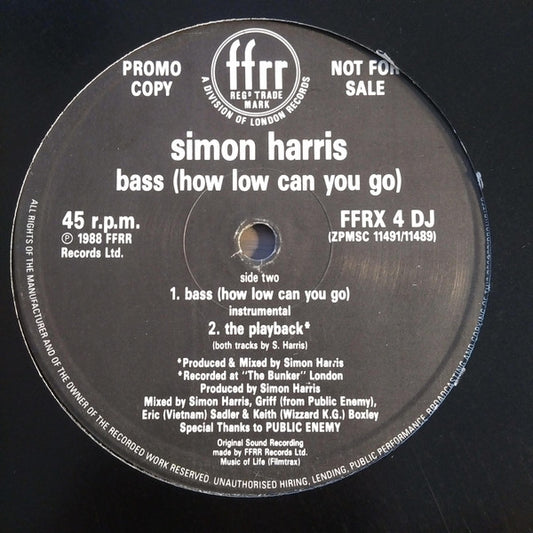 PROMO
COPY
ffrr
REGD TRADE
MARK
A DIVISION OF LONDON RECORDS
NOT FOR
SALE
simon harris
bass (how low can you go)
45 r.p.m.
℗ 1988 FFRR
Records Ltd.
FFRX 4 DJ
(ZPMSC 11491/11489)
side two
1. bass (how low can you go)
instrumental
2. the playback*
(both tracks by S. Harris)
*Produced & Mixed by Simon Harris
*Recorded at "The Bunker" London
Produced by Simon Harris
Mixed by Simon Harris, Griff (from Public Enemy),
Eric (Vietnam) Sadler & Keith (Wizzard K.G.) Boxley
Special Thanks to PUBLIC ENEMY
Original Sound Recording
made by FFRR Records Ltd.
Music of Life (Filmtrax)
ALL RIGHTS OF THE MANUFACTURER AND OF THE OWNER OF THE RECORDED WORK RESERVED. UNAUTHORISED HIRING, LENDING, PUBLIC PERFORMANCE, BROADCASTING AND COPYING OF